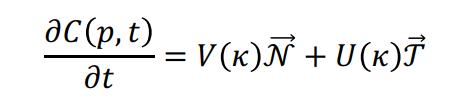 ∂C(p, t)/∂t = V(κ)𝒩⃗ + U(κ)𝒯⃗